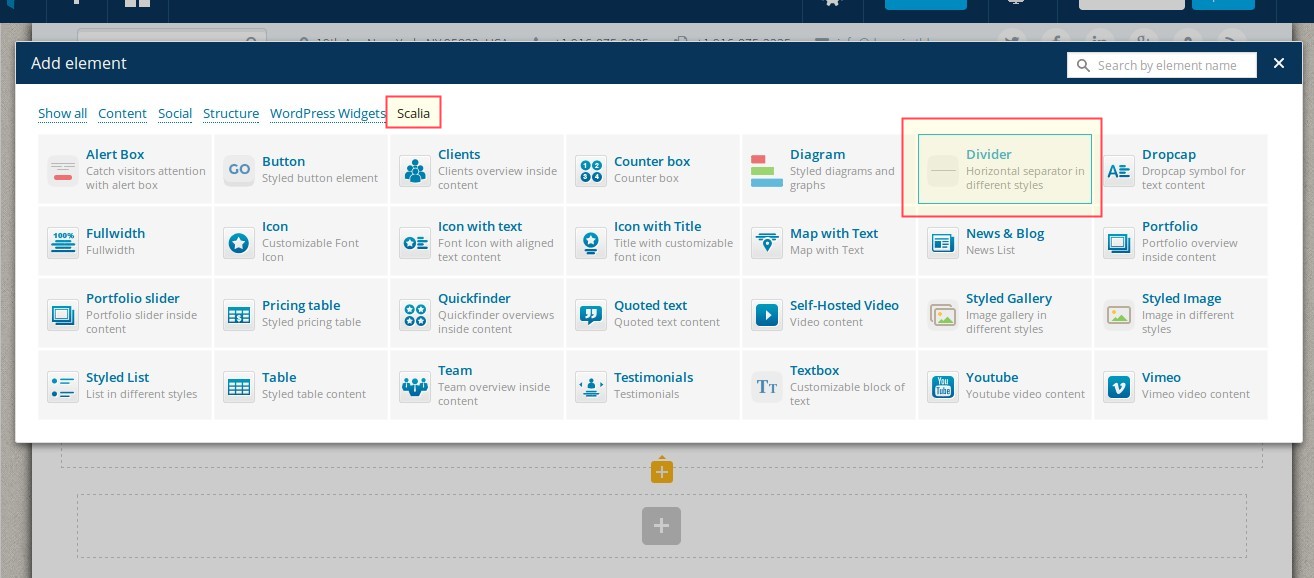 Add element
Search by element name
Show all Content Social Structure WordPress Widgets Scalia
Alert Box
Catch visitors attention
with alert box
GO
Button
Styled button element
Clients
Clients overview inside
content
1 2
3 4
Counter box
Counter box
Diagram
Styled diagrams and
graphs
Divider
Horizontal separator in
different styles
A
Dropcap
Dropcap symbol for
text content
100%
Fullwidth
Fullwidth
Icon
Customizable Font
Icon
Icon with text
Font Icon with aligned
text content
Icon with Title
Title with customizable
font icon
Map with Text
Map with Text
News & Blog
News List
Portfolio
Portfolio overview
inside content
Portfolio slider
Portfolio slider inside
content
$
Pricing table
Styled pricing table
Quickfinder
Quickfinder overviews
inside content
Quoted text
Quoted text content
Self-Hosted Video
Video content
Styled Gallery
Image gallery in
different styles
Styled Image
Image in different
styles
Styled List
List in different styles
Table
Styled table content
Team
Team overview inside
content
Testimonials
Testimonials
TT
Textbox
Customizable block of
text
You
Tube
Youtube
Youtube video content
V
Vimeo
Vimeo video content